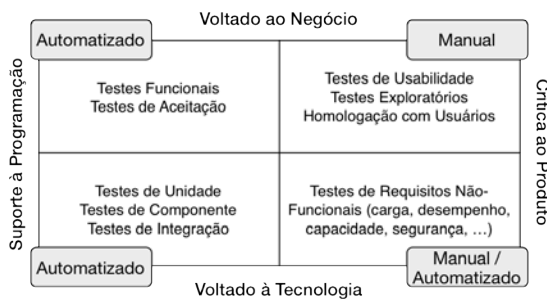 Voltado ao Negócio
Automatizado
Manual
Suporte à Programação
Testes Funcionais
Testes de Aceitação
Testes de Usabilidade
Testes Exploratórios
Homologação com Usuários
Crítica ao Produto
Testes de Unidade
Testes de Componente
Testes de Integração
Testes de Requisitos Não-
Funcionais (carga, desempenho,
capacidade, segurança, ...)
Automatizado
Manual /
Automatizado
Voltado à Tecnologia